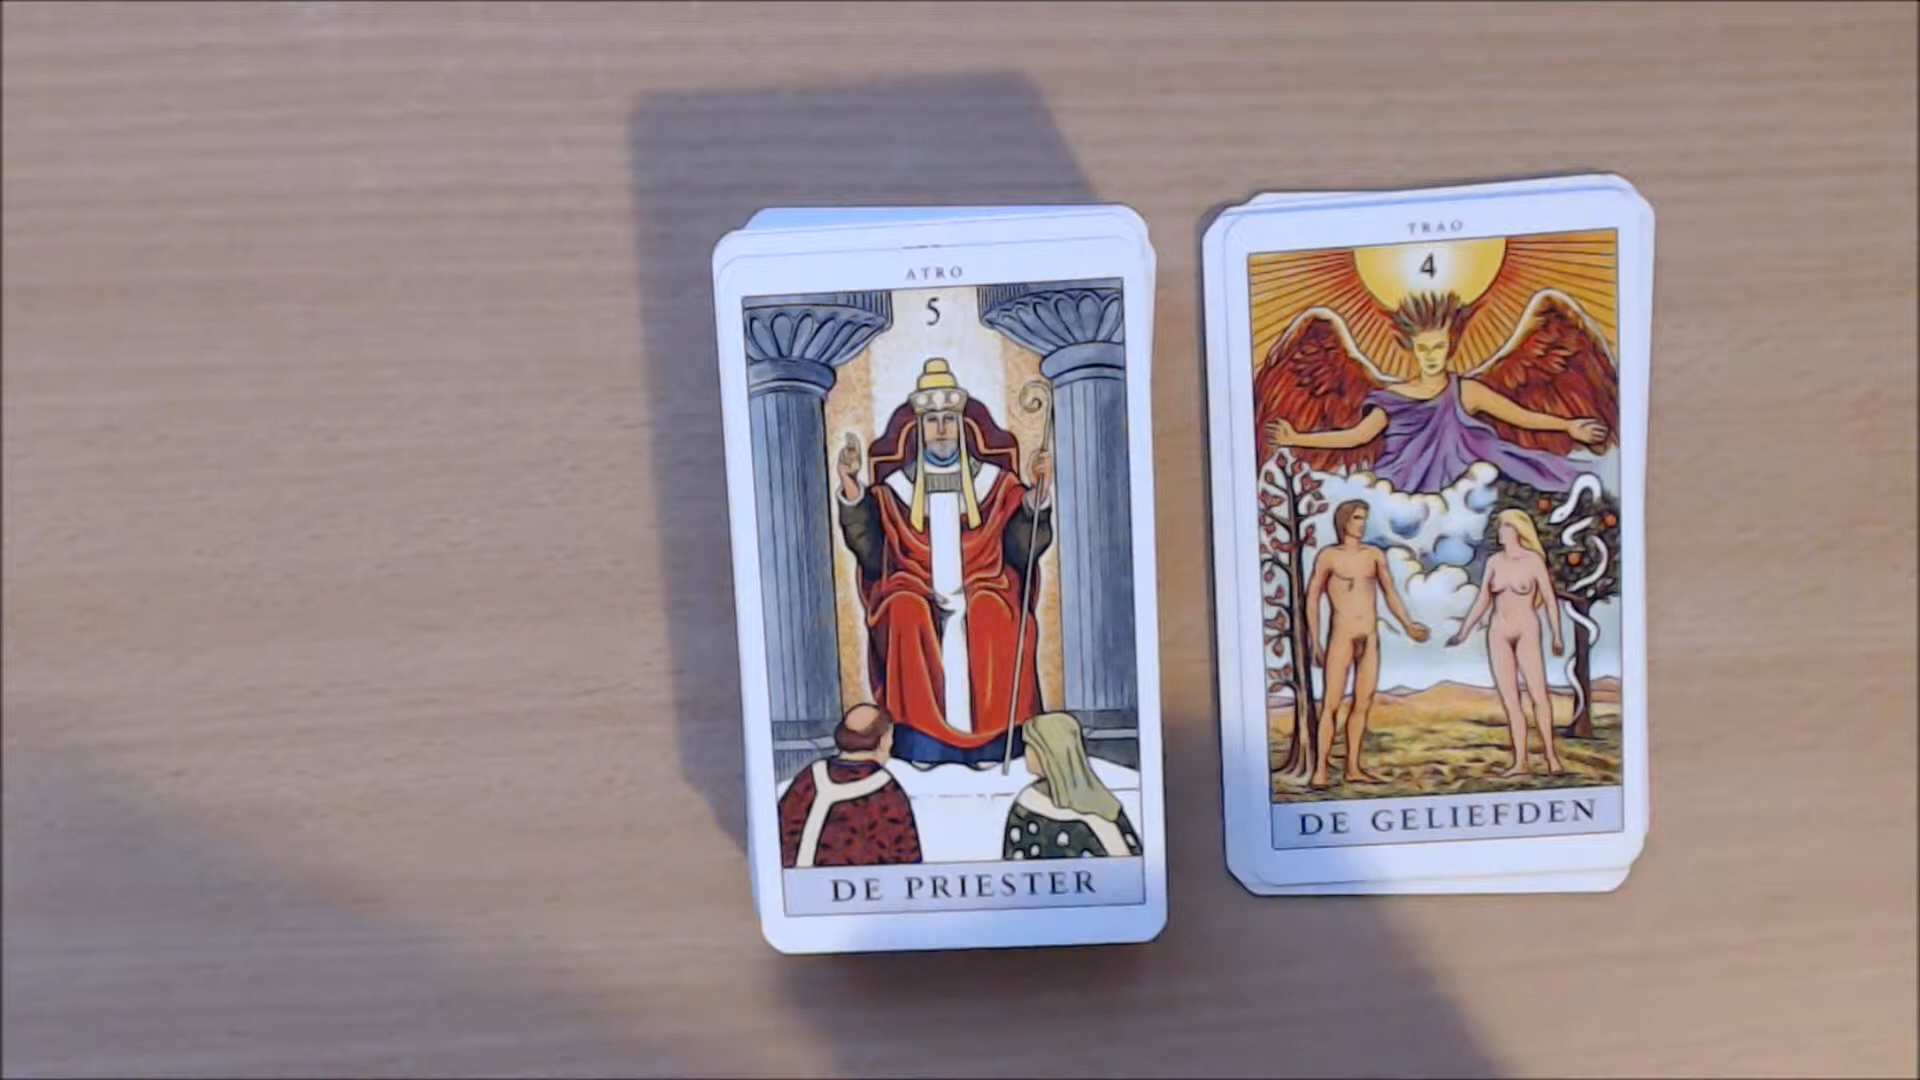 ATRO
5
DE PRIESTER
TRAO
4
DE GELIEFDEN